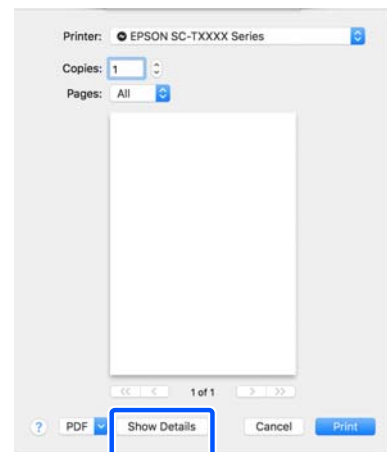 Printer: EPSON SC-TXXXX Series
Copies: 1
Pages: All
<< < 1 of 1 > >>
? PDF Show Details Cancel Print